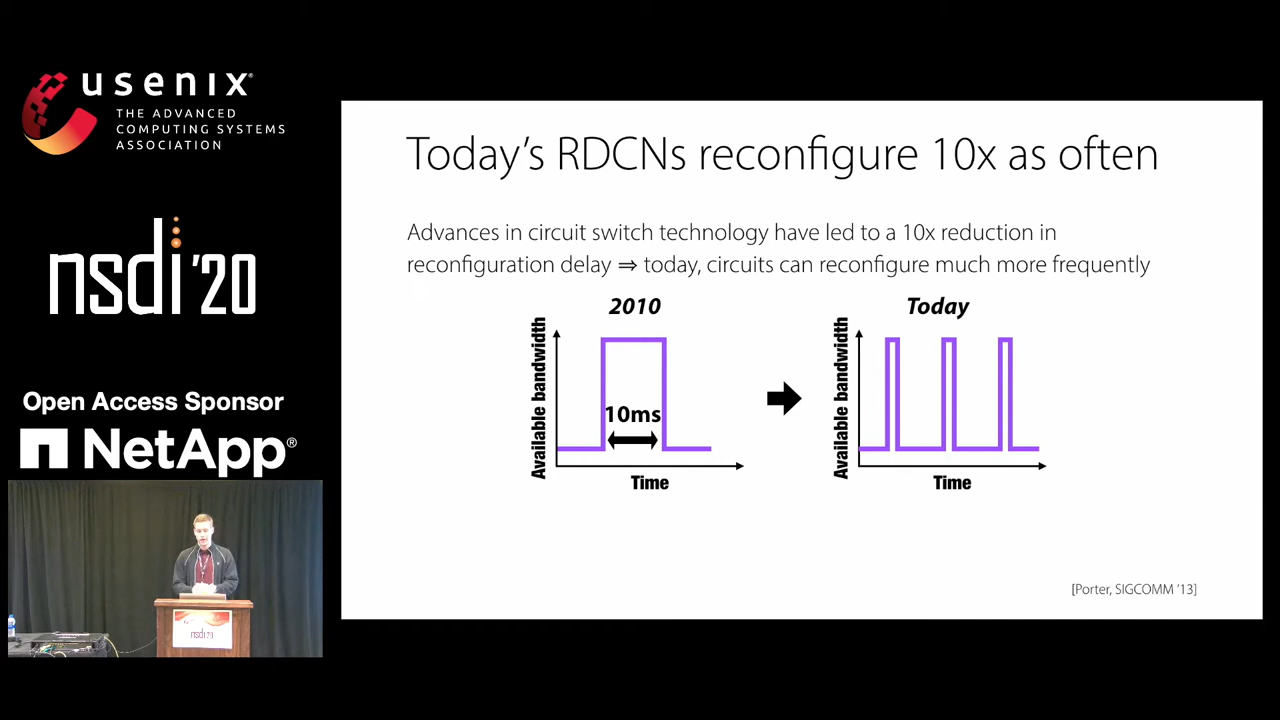 usenix
THE ADVANCED
COMPUTING SYSTEMS
ASSOCIATION
nsdi '20
Open Access Sponsor
NetApp®
nsdi'20
Today's RDCNs reconfigure 10x as often
Advances in circuit switch technology have led to a 10x reduction in
reconfiguration delay ⇒ today, circuits can reconfigure much more frequently
2010
Available bandwidth
10ms
Time
Today
Available bandwidth
Time
[Porter, SIGCOMM '13]